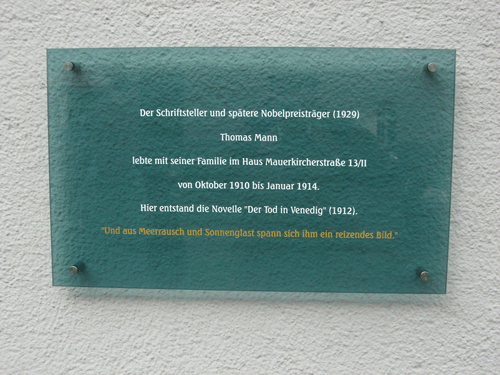 Der Schriftsteller und spätere Nobelpreisträger (1929)
Thomas Mann
lebte mit seiner Familie im Haus Mauerkircherstraße 13/II
von Oktober 1910 bis Januar 1914.
Hier entstand die Novelle "Der Tod in Venedig" (1912).
"Und aus Meerrausch und Sonnenglast spann sich ihm ein reizendes Bild."